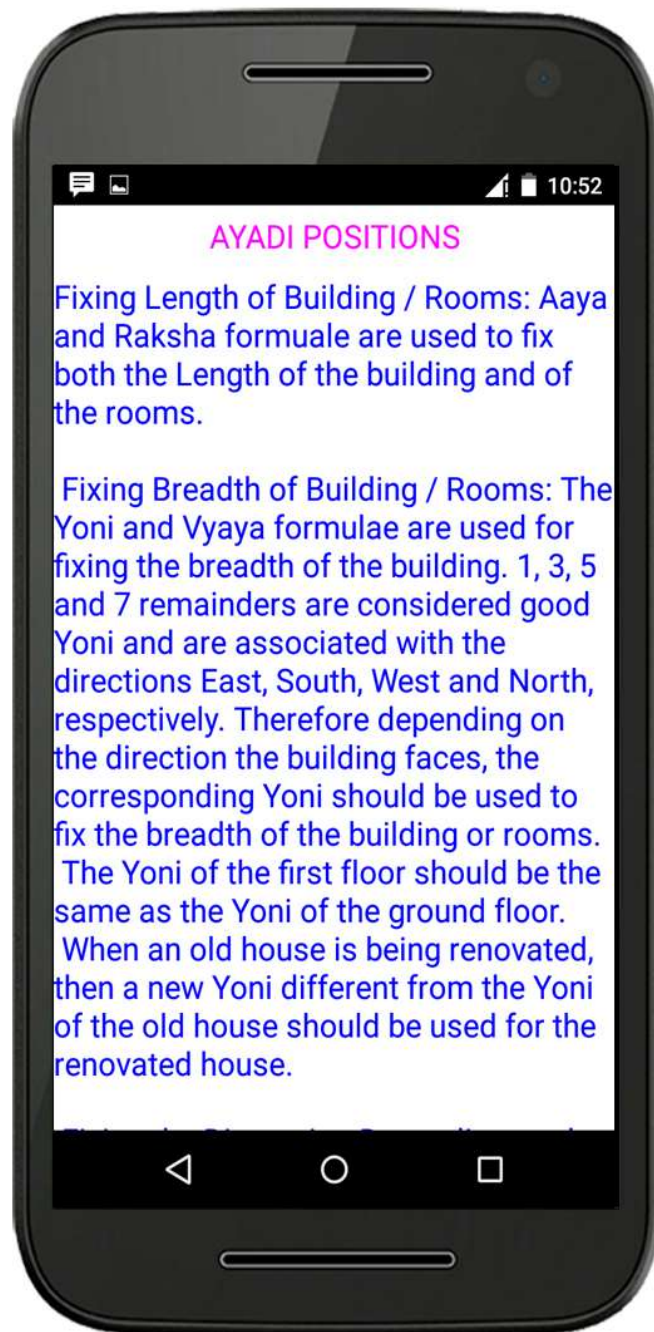 10:52
AYADI POSITIONS
Fixing Length of Building / Rooms: Aaya
and Raksha formuale are used to fix
both the Length of the building and of
the rooms.
Fixing Breadth of Building / Rooms: The
Yoni and Vyaya formulae are used for
fixing the breadth of the building. 1, 3, 5
and 7 remainders are considered good
Yoni and are associated with the
directions East, South, West and North,
respectively. Therefore depending on
the direction the building faces, the
corresponding Yoni should be used to
fix the breadth of the building or rooms.
The Yoni of the first floor should be the
same as the Yoni of the ground floor.
When an old house is being renovated,
then a new Yoni different from the Yoni
of the old house should be used for the
renovated house.